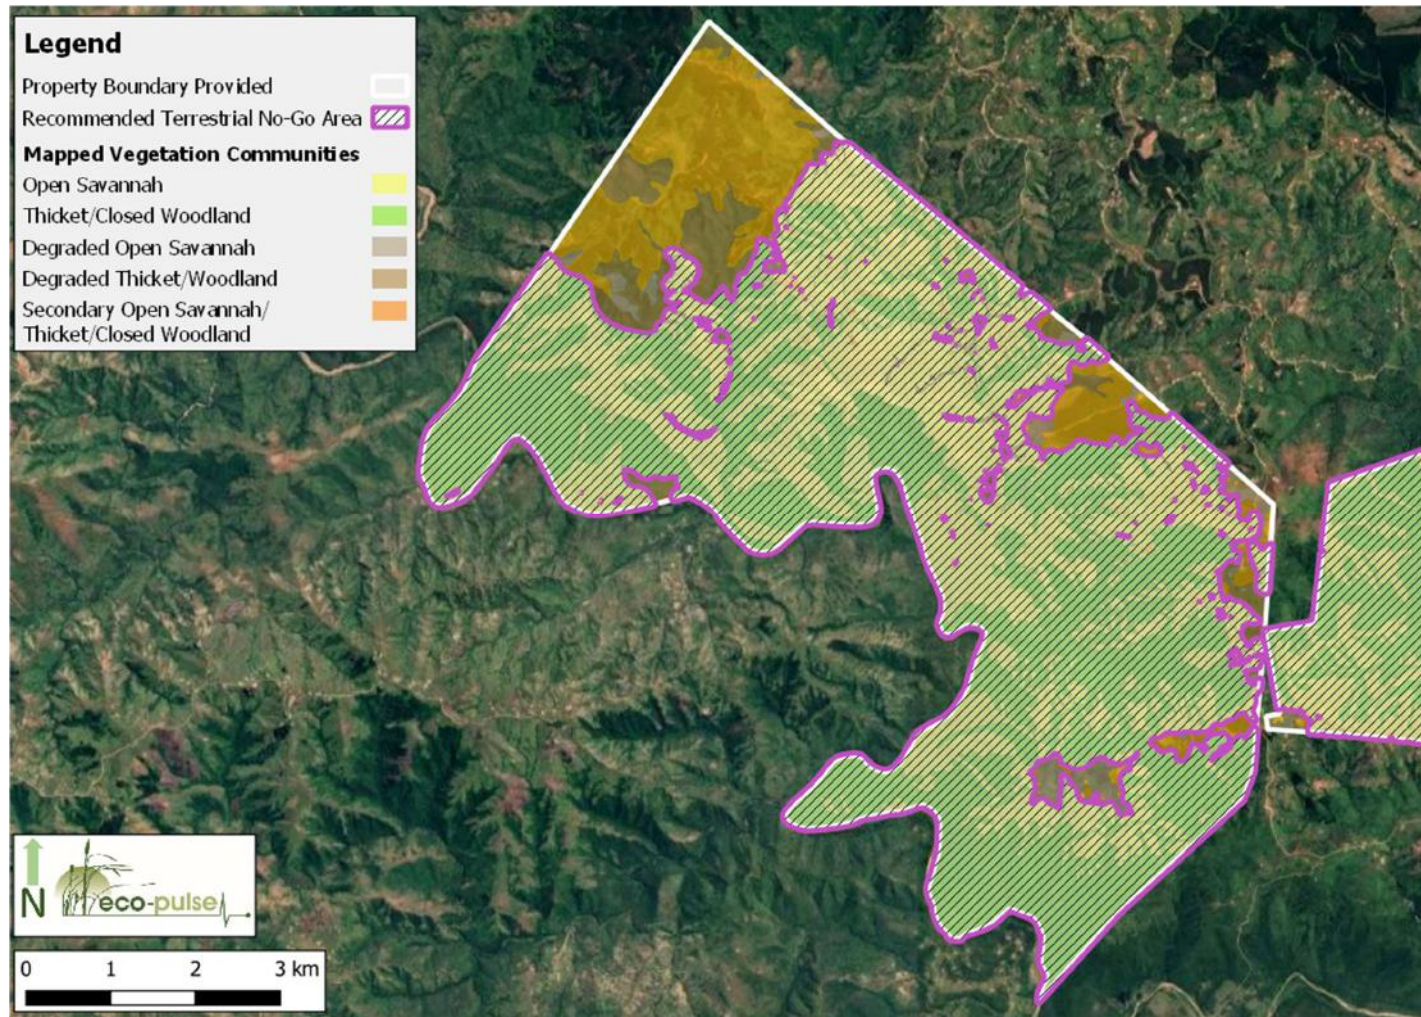 Legend
Property Boundary Provided
Recommended Terrestrial No-Go Area
Mapped Vegetation Communities
Open Savannah
Thicket/Closed Woodland
Degraded Open Savannah
Degraded Thicket/Woodland
Secondary Open Savannah/
Thicket/Closed Woodland
N
eco-pulse
0 1 2 3 km